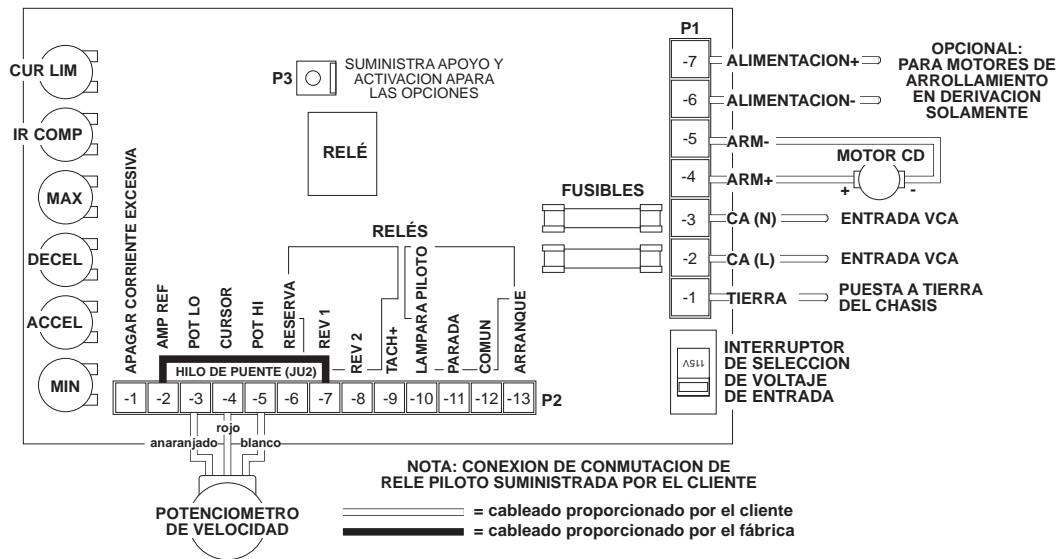 P1
CUR LIM
IR COMP
MAX
DECEL
ACCEL
MIN
P3
SUMINISTRA APOYO Y
ACTIVACION APARA
LAS OPCIONES
RELÉ
FUSIBLES
RELÉS
-7 ALIMENTACION+
-6 ALIMENTACION-
-5 ARM-
-4 ARM+
-3 CA (N)
-2 CA (L)
-1 TIERRA
OPCIONAL:
PARA MOTORES DE
ARROLLAMIENTO
EN DERIVACION
SOLAMENTE
MOTOR CD
+ -
ENTRADA VCA
ENTRADA VCA
PUESTA A TIERRA
DEL CHASIS
115V
INTERRUPTOR
DE SELECCION
DE VOLTAJE
DE ENTRADA
APAGAR CORRIENTE EXCESIVA
AMP REF
POT LO
CURSOR
POT HI
RESERVA
REV 1
REV 2
TACH+
LAMPARA PILOTO
PARADA
COMUN
ARRANQUE
HILO DE PUENTE (JU2)
-1 -2 -3 -4 -5 -6 -7 -8 -9 -10 -11 -12 -13 P2
anaranjado
rojo
blanco
POTENCIOMETRO
DE VELOCIDAD
NOTA: CONEXION DE CONMUTACION DE
RELE PILOTO SUMINISTRADA POR EL CLIENTE
= cableado proporcionado por el cliente
= cableado proporcionado por el fábrica